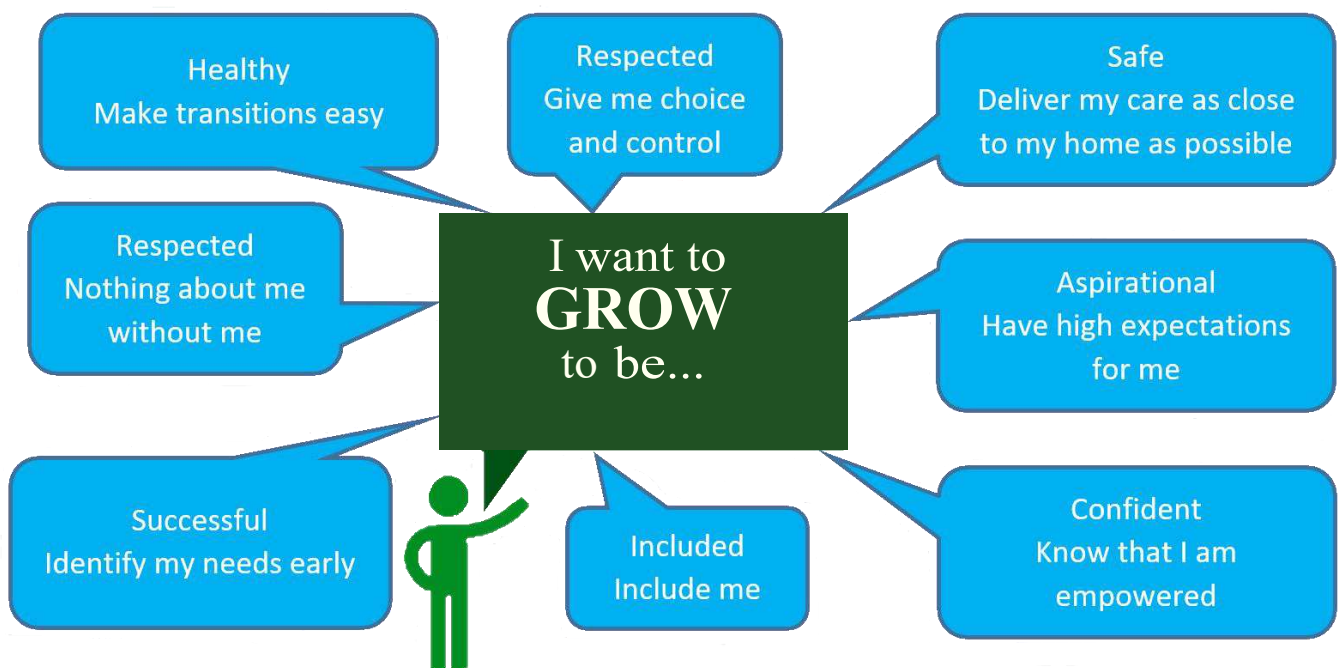 Healthy
Make transitions easy
Respected
Give me choice
and control
Safe
Deliver my care as close
to my home as possible
Respected
Nothing about me
without me
I want to
GROW
to be...
Aspirational
Have high expectations
for me
Successful
Identify my needs early
Included
Include me
Confident
Know that I am
empowered